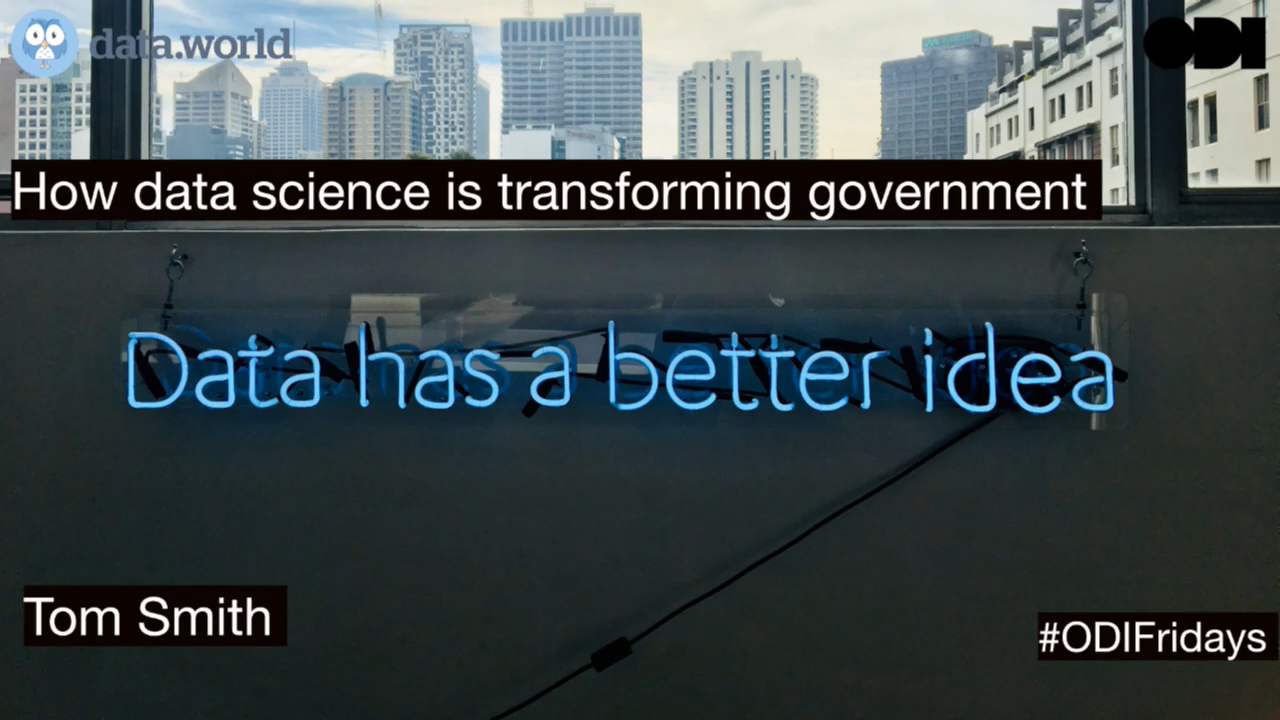 data.world
ODI
How data science is transforming government
Data has a better idea
Tom Smith
#ODIFridays